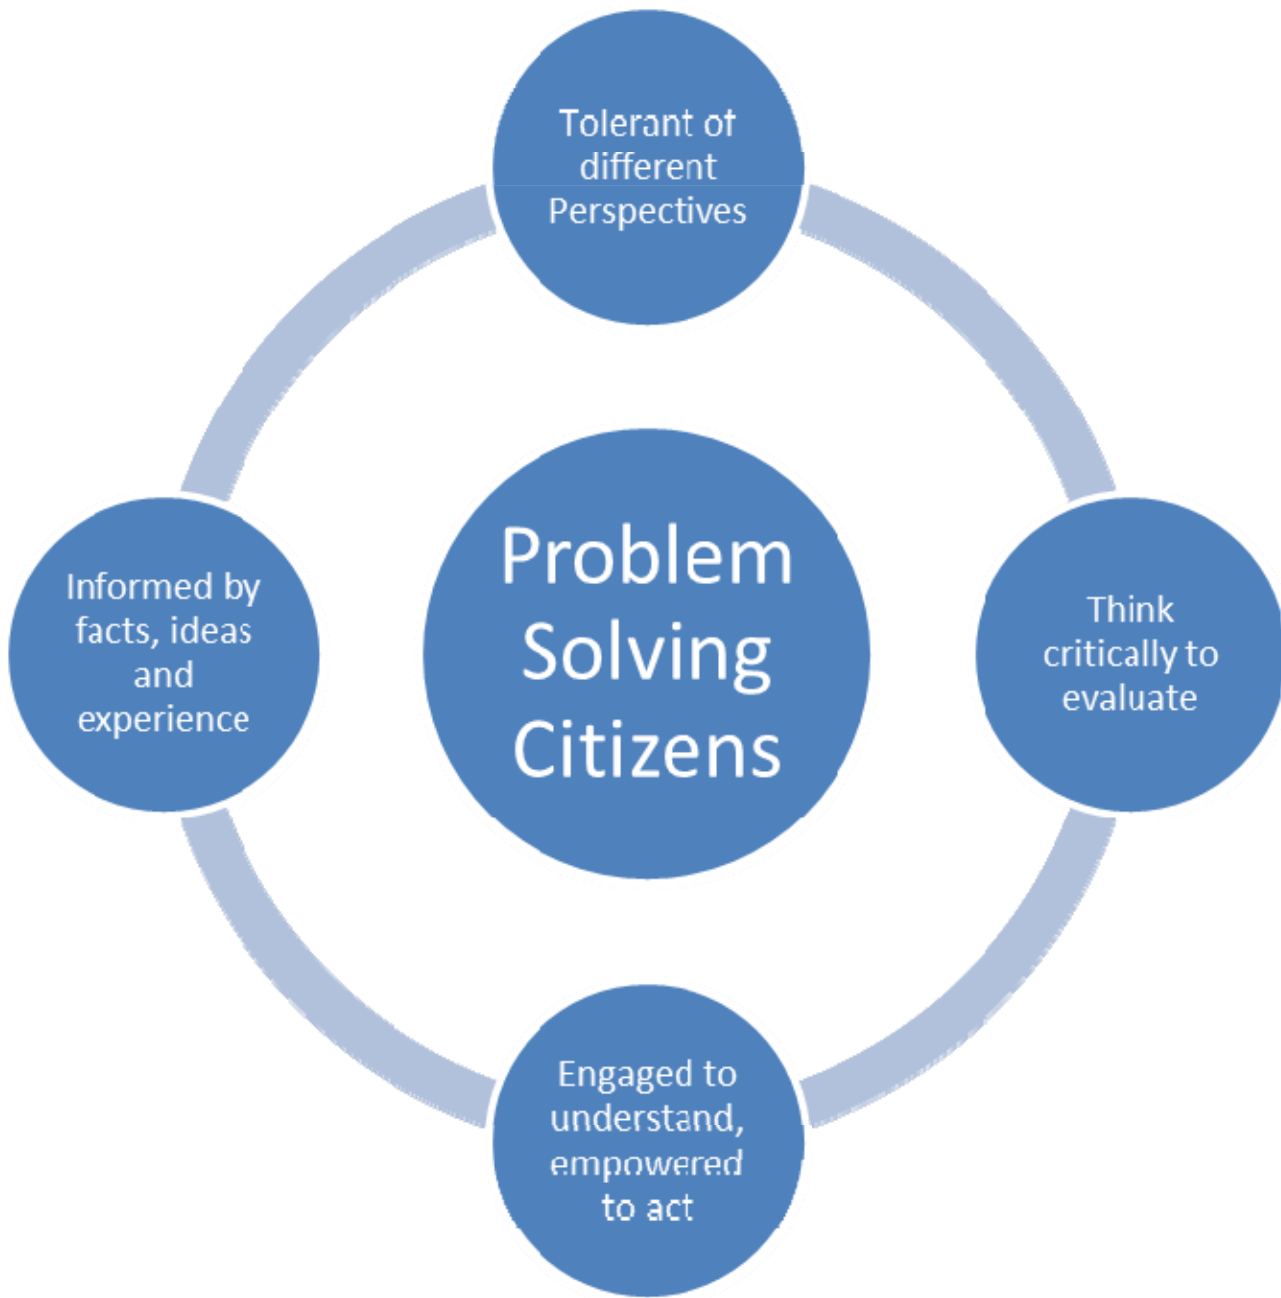 Tolerant of
different
Perspectives
Informed by
facts, ideas
and
experience
Problem
Solving
Citizens
Think
critically to
evaluate
Engaged to
understand,
empowered
to act